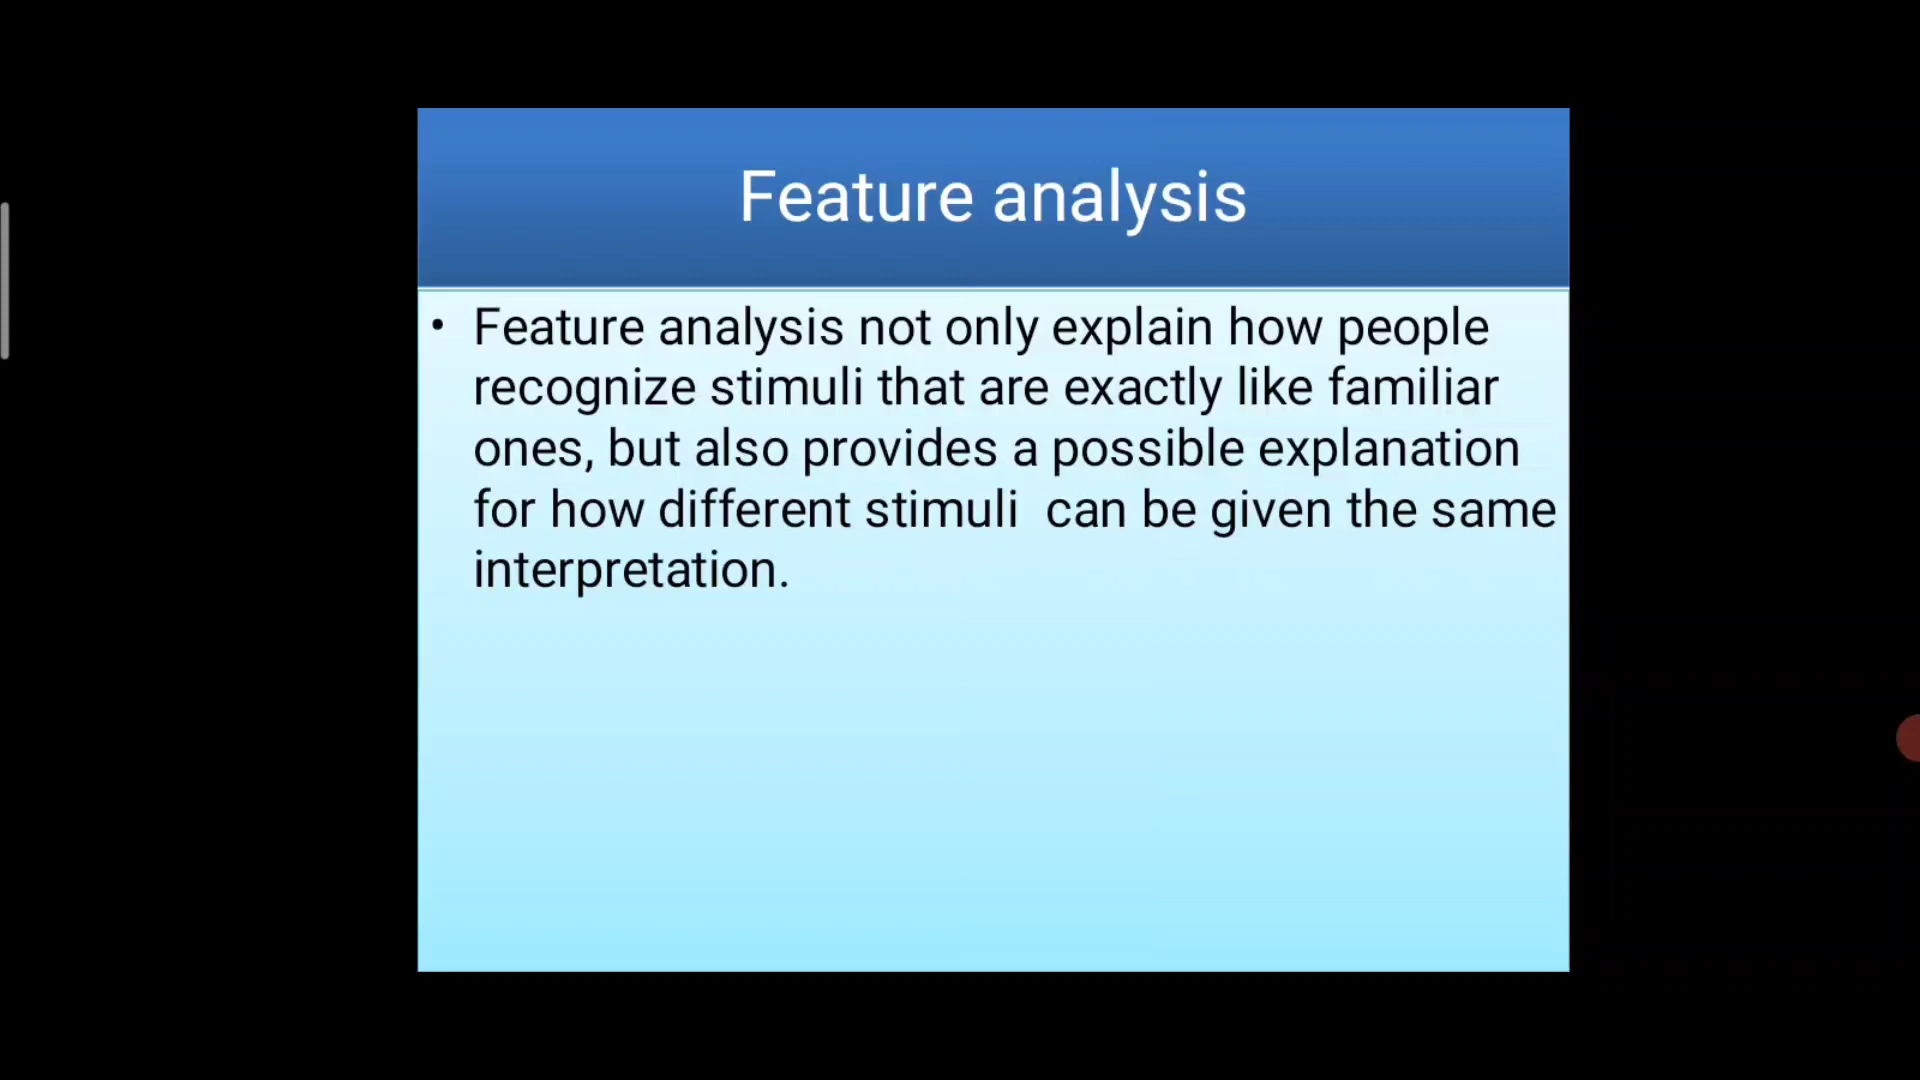 Feature analysis
• Feature analysis not only explain how people
recognize stimuli that are exactly like familiar
ones, but also provides a possible explanation
for how different stimuli  can be given the same
interpretation.